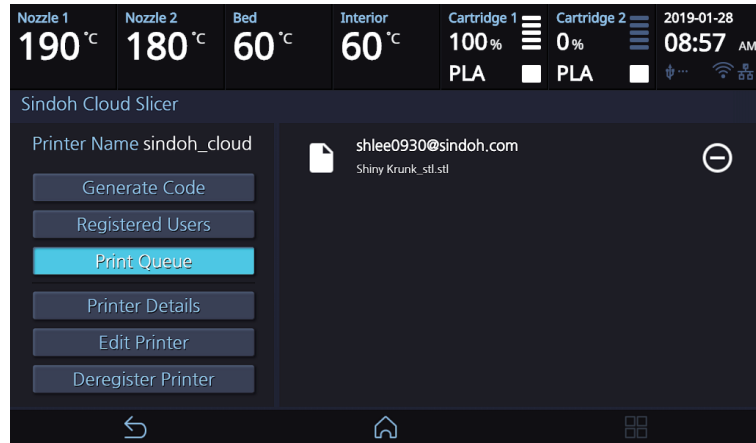 Nozzle 1
190 °C
Nozzle 2
180 °C
Bed
60 °C
Interior
60 °C
Cartridge 1
100 %
PLA
Cartridge 2
0 %
PLA
2019-01-28
08:57 AM
Sindoh Cloud Slicer
Printer Name sindoh_cloud
Generate Code
Registered Users
Print Queue
Printer Details
Edit Printer
Deregister Printer
shlee0930@sindoh.com
Shiny Krunk_stl.stl